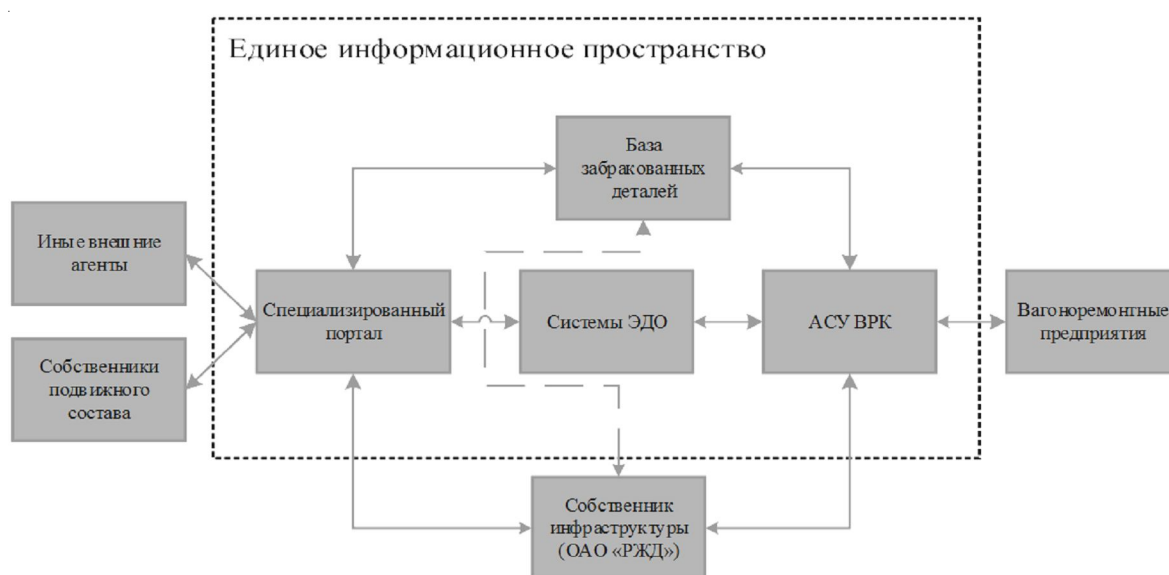 Единое информационное пространство
База
забракованных
деталей
Иные внешние
агенты
Специализированный
портал
Системы ЭДО
АСУ ВРК
Вагоноремонтные
предприятия
Собственники
подвижного
состава
Собственник
инфраструктуры
(ОАО «РЖД»)